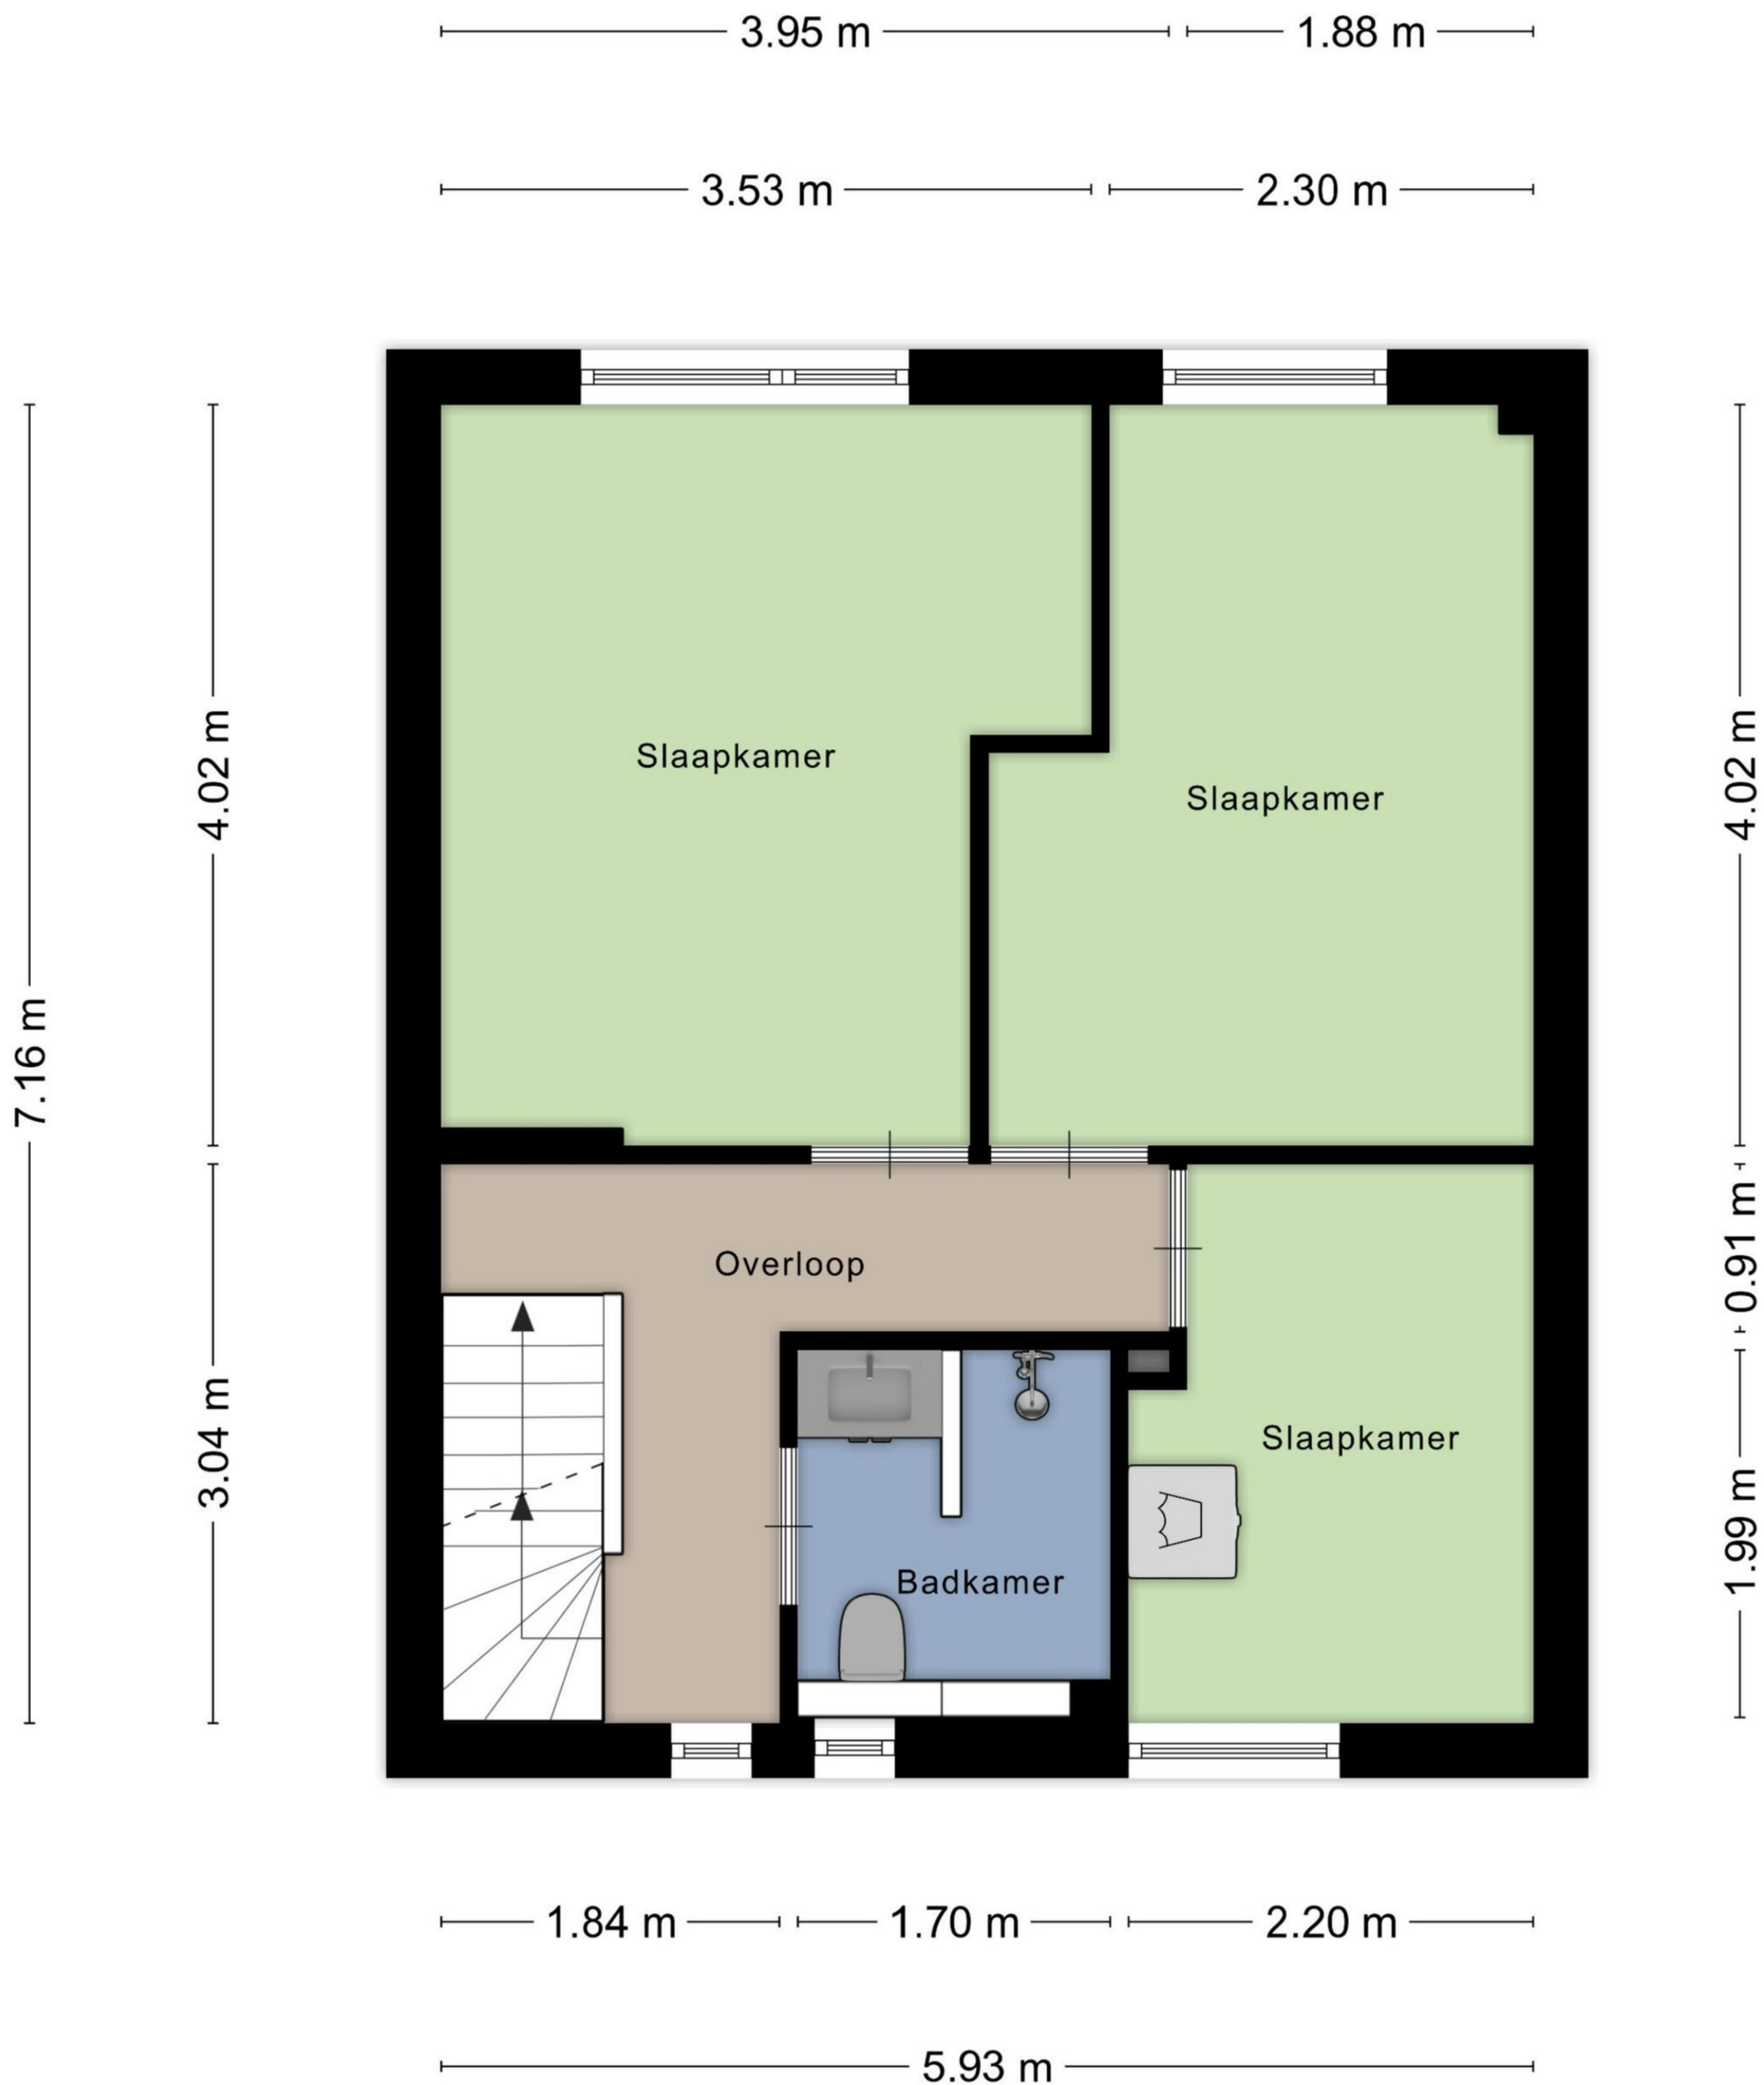 3.95 m
1.88 m
3.53 m
2.30 m
4.02 m
4.02 m
7.16 m
Slaapkamer
Slaapkamer
0.91 m
Overloop
3.04 m
Slaapkamer
1.99 m
Badkamer
1.84 m
1.70 m
2.20 m
5.93 m